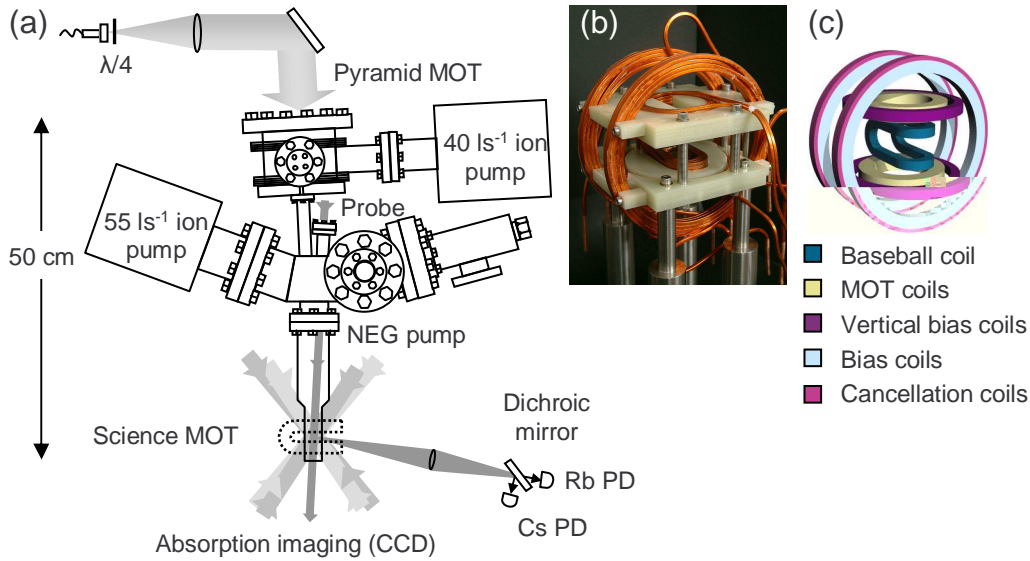 (a)
λ/4
Pyramid MOT
40 ls⁻¹ ion
pump
Probe
55 ls⁻¹ ion
pump
50 cm
NEG pump
Science MOT
Dichroic
mirror
Rb PD
Cs PD
Absorption imaging (CCD)
(b)
(c)
Baseball coil
MOT coils
Vertical bias coils
Bias coils
Cancellation coils